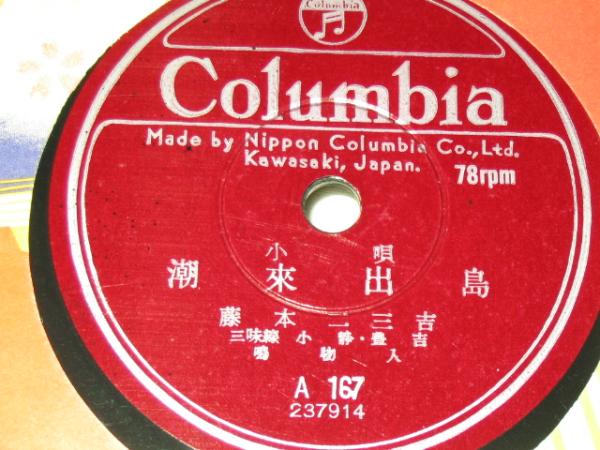 Columbia
Columbia
Made by Nippon Columbia Co., Ltd.
Kawasaki, Japan.
78rpm
小唄
潮來出島
藤本二三吉
三味線 小静・豊吉
鳴物入
A 167
237914